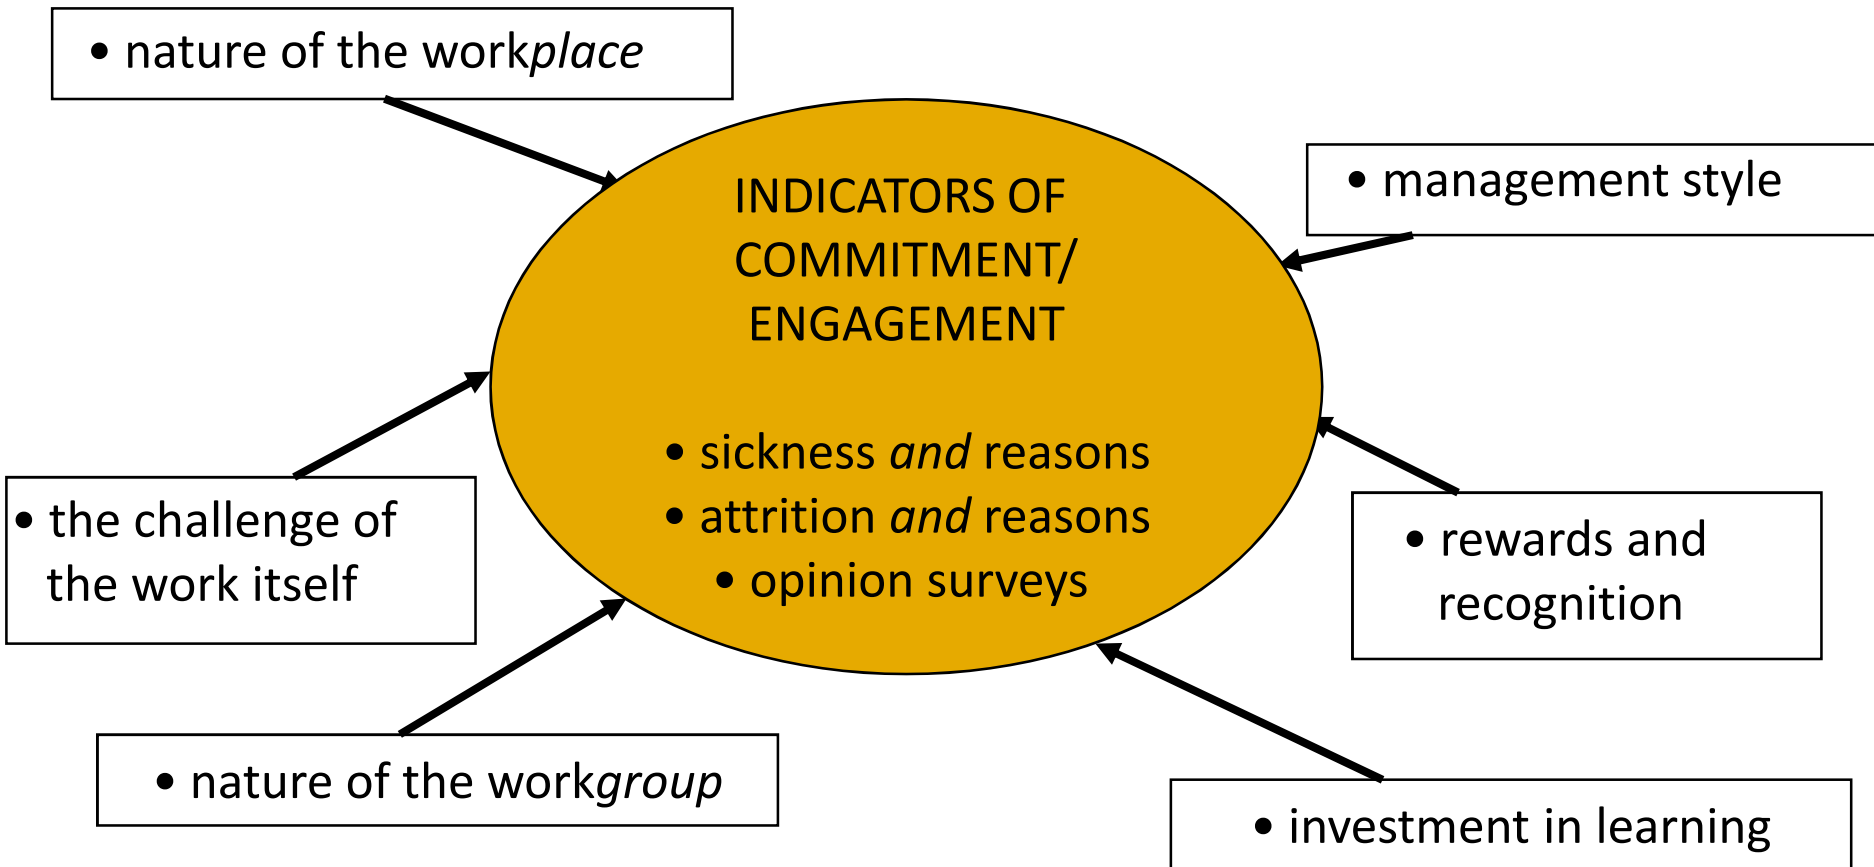 • nature of the workplace
INDICATORS OF
COMMITMENT/
ENGAGEMENT
• sickness and reasons
• attrition and reasons
• opinion surveys
• management style
• the challenge of
the work itself
• rewards and
recognition
• nature of the workgroup
• investment in learning